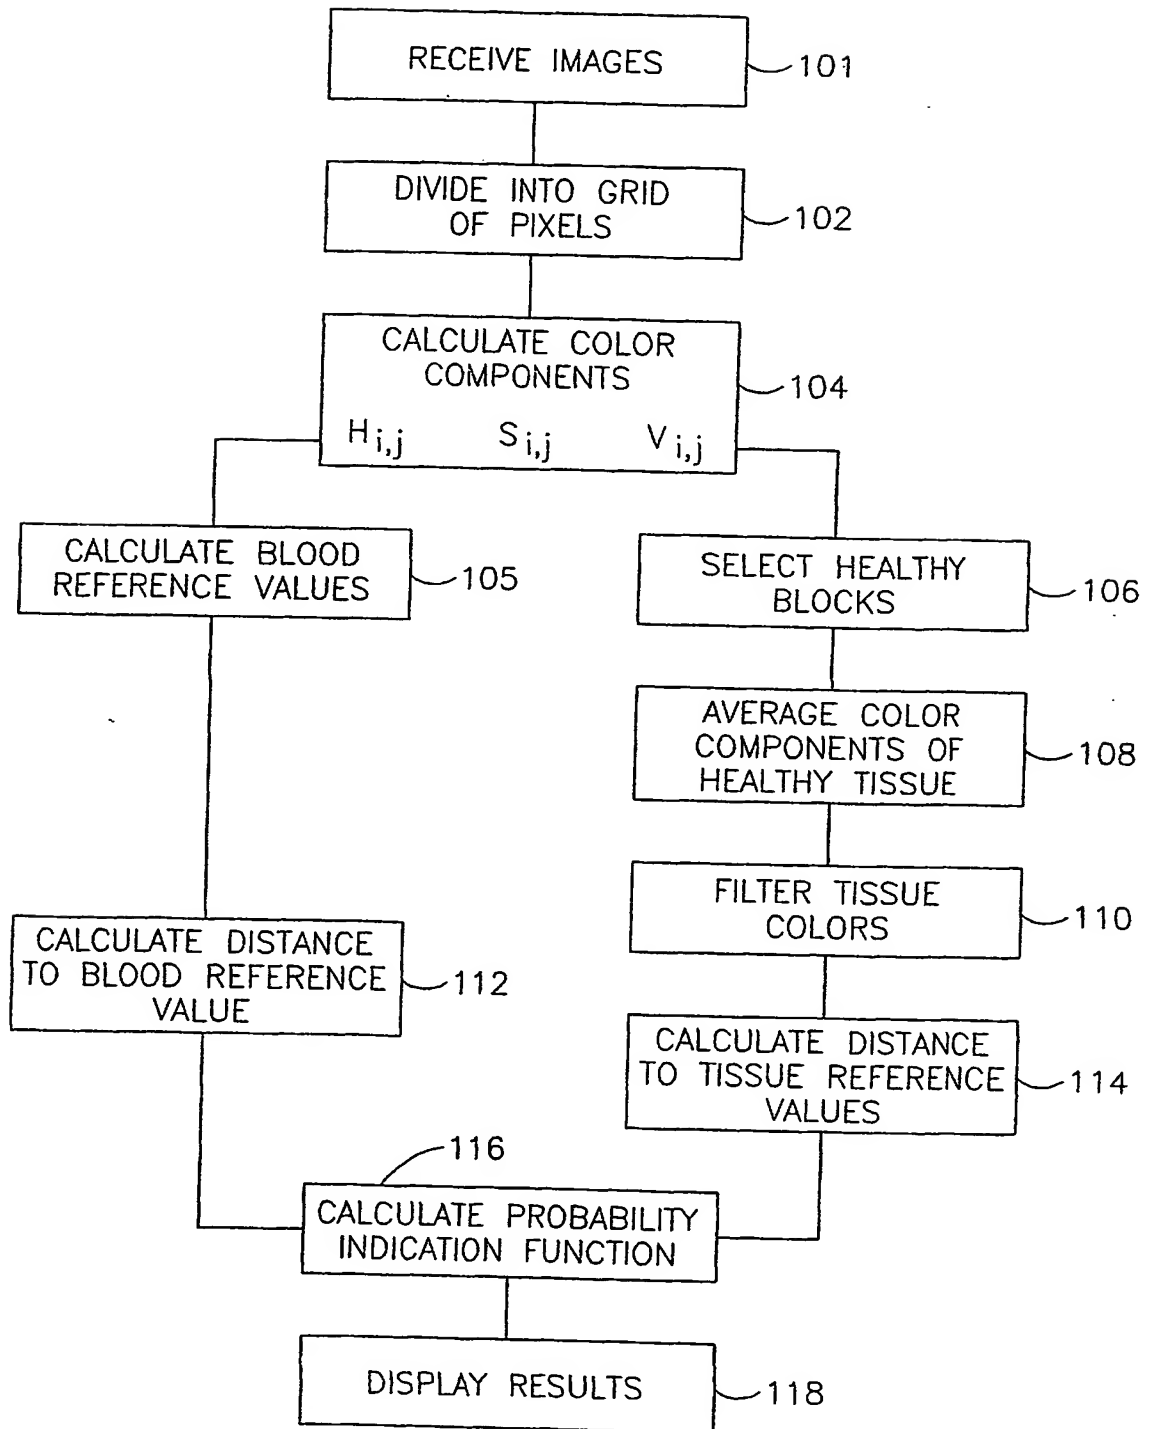 RECEIVE IMAGES
101
DIVIDE INTO GRID
OF PIXELS
102
CALCULATE COLOR
COMPONENTS
104
Hi,j Si,j Vi,j
CALCULATE BLOOD
REFERENCE VALUES
105
SELECT HEALTHY
BLOCKS
106
AVERAGE COLOR
COMPONENTS OF
HEALTHY TISSUE
108
FILTER TISSUE
COLORS
110
CALCULATE DISTANCE
TO BLOOD REFERENCE
VALUE
112
CALCULATE DISTANCE
TO TISSUE REFERENCE
VALUES
114
116
CALCULATE PROBABILITY
INDICATION FUNCTION
DISPLAY RESULTS
118